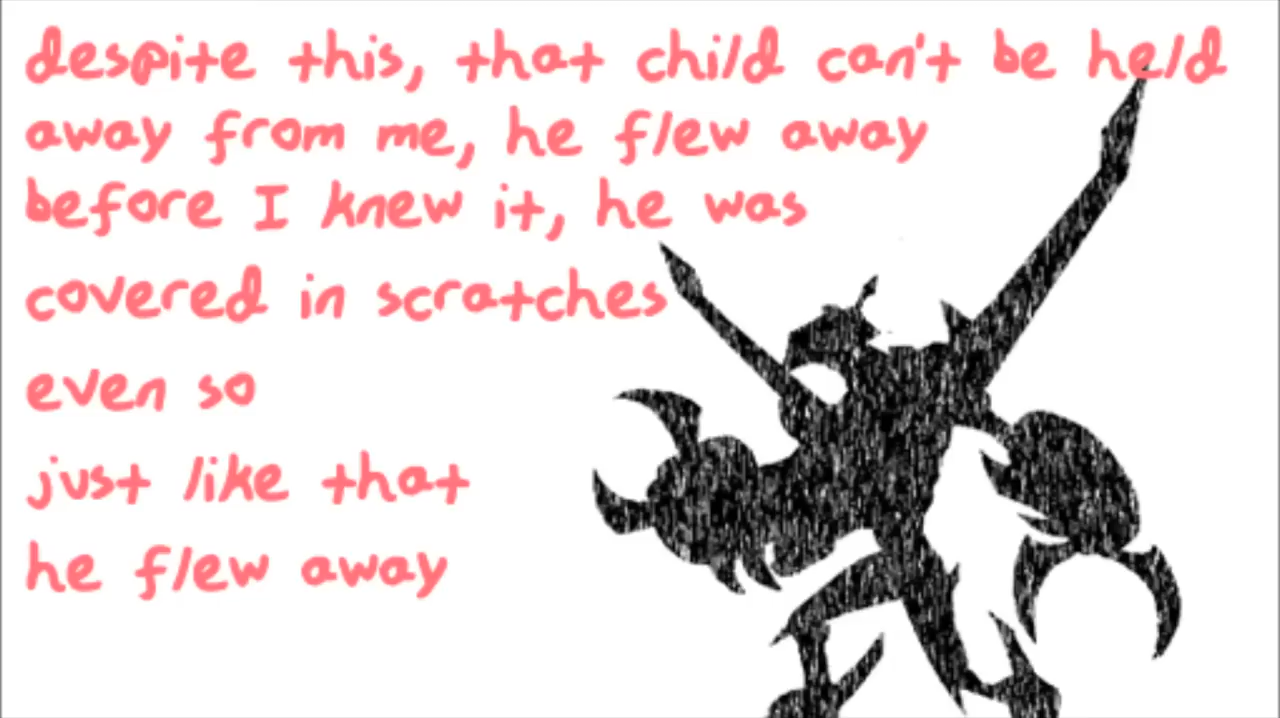 despite this, that child can't be held
away from me, he flew away
before I knew it, he was
covered in scratches
even so
just like that
he flew away